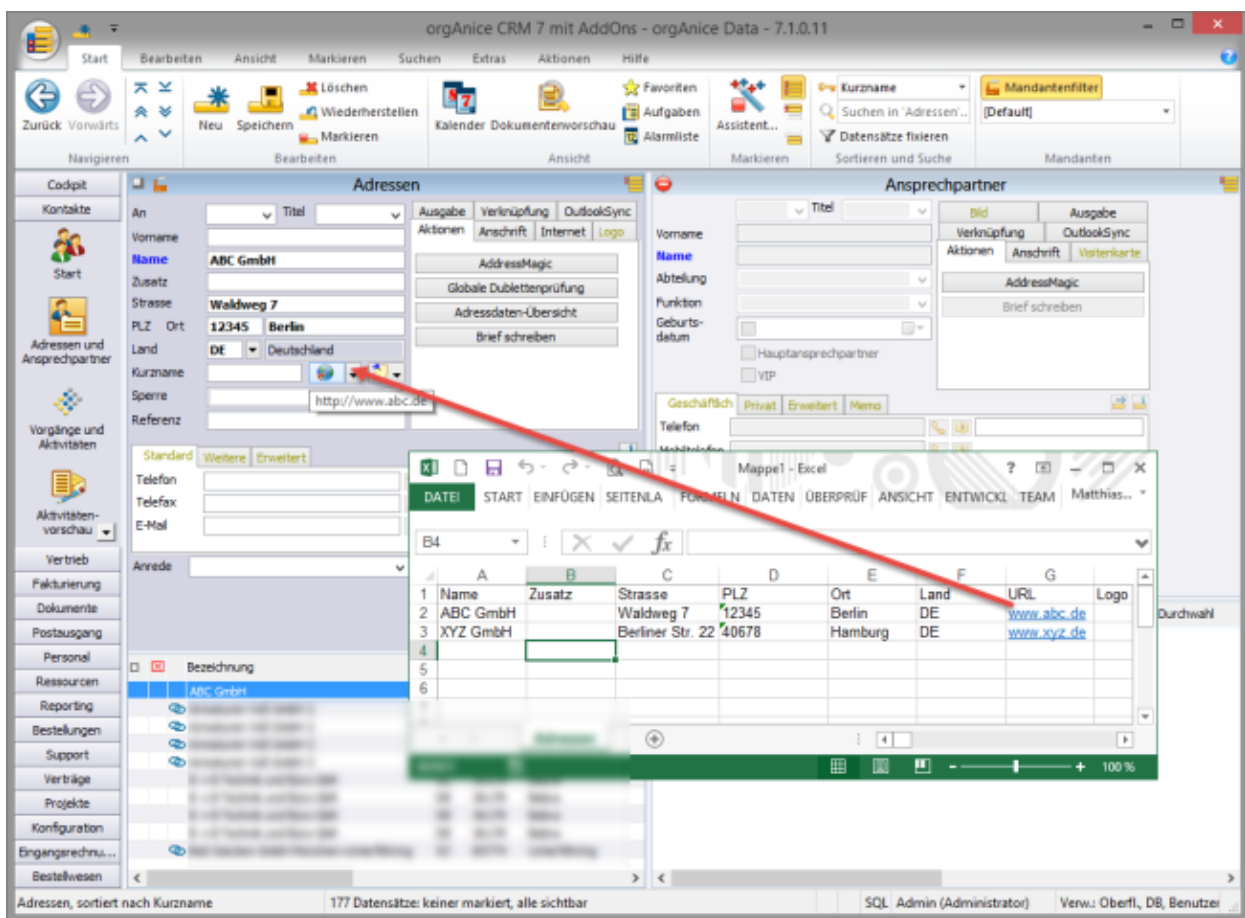 orgAnice CRM 7 mit AddOns - orgAnice Data - 7.1.0.11
Start Bearbeiten Ansicht Markieren Suchen Extras Aktionen Hilfe
Zurück Vorwärts
Neu Speichern
Löschen
Wiederherstellen
Markieren
Kalender Dokumentenvorschau
Favoriten
Aufgaben
Alarmliste
Assistent...
Kurzname
Suchen in 'Adressen'..
Datensätze fixieren
Mandantenfilter
[Default]
Navigieren Bearbeiten Ansicht Markieren Sortieren und Suche Mandanten
Codpit
Kontakte
Start
Adressen und
Ansprechpartner
Vorgänge und
Aktivitäten
Aktivitäten-
vorschau
Vertrieb
Fakturierung
Dokumente
Postausgang
Personal
Ressourcen
Reporting
Bestellungen
Support
Verträge
Projekte
Konfiguration
Eingangsrechnu...
Bestellwesen
Adressen
An Titel
Vorname
Name ABC GmbH
Zusatz
Strasse Waldweg 7
PLZ Ort 12345 Berlin
Land DE Deutschland
Kurzname
Sperre
http://www.abc.de
Referenz
Ausgabe Verknüpfung OutlookSync
Aktionen Anschrift Internet Logo
AddressMagic
Globale Dublettenprüfung
Adressdaten-Übersicht
Brief schreiben
Standard Weitere Erweitert
Telefon
Telefax
E-Mail
Anrede
Bezeichnung
ABC GmbH
Ansprechpartner
Titel
Vorname
Name
Abteilung
Funktion
Geburts-
datum
Hauptansprechpartner
VIP
Bild Ausgabe
Verknüpfung OutlookSync
Aktionen Anschrift Visitenkarte
AddressMagic
Brief schreiben
Geschäftlich Privat Erweitert Memo
Telefon
Mobiltelefon
Durchwahl
Mappe1 - Excel
DATEI START EINFÜGEN SEITENLA FORMELN DATEN ÜBERPRÜF ANSICHT ENTWICKL TEAM Matthias...
B4 fx
A B C D E F G
1 Name Zusatz Strasse PLZ Ort Land URL Logo
2 ABC GmbH Waldweg 7 12345 Berlin DE www.abc.de
3 XYZ GmbH Berliner Str. 22 40678 Hamburg DE www.xyz.de
4
5
6
Adressen
100 %
Adressen, sortiert nach Kurzname 177 Datensätze: keiner markiert, alle sichtbar SQL Admin (Administrator) Verw.: Oberfl., DB, Benutzer